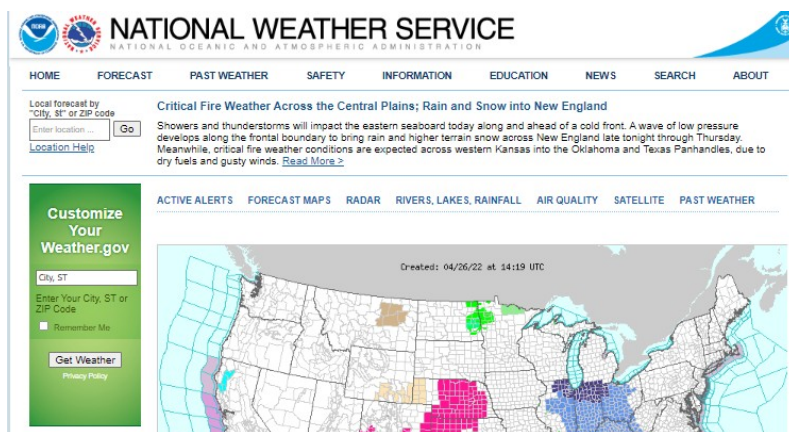 NATIONAL WEATHER SERVICE
NATIONAL OCEANIC AND ATMOSPHERIC ADMINISTRATION
HOME FORECAST PAST WEATHER SAFETY INFORMATION EDUCATION NEWS SEARCH ABOUT
Local forecast by
"City, St" or ZIP code
Enter location ... Go
Location Help
Critical Fire Weather Across the Central Plains; Rain and Snow into New England
Showers and thunderstorms will impact the eastern seaboard today along and ahead of a cold front. A wave of low pressure
develops along the frontal boundary to bring rain and higher terrain snow across New England late tonight through Thursday.
Meanwhile, critical fire weather conditions are expected across western Kansas into the Oklahoma and Texas Panhandles, due to
dry fuels and gusty winds. Read More >
Customize
Your
Weather.gov
City, ST
Enter Your City, ST or
ZIP Code
Remember Me
Get Weather
Privacy Policy
ACTIVE ALERTS FORECAST MAPS RADAR RIVERS, LAKES, RAINFALL AIR QUALITY SATELLITE PAST WEATHER
Created: 04/26/22 at 14:19 UTC